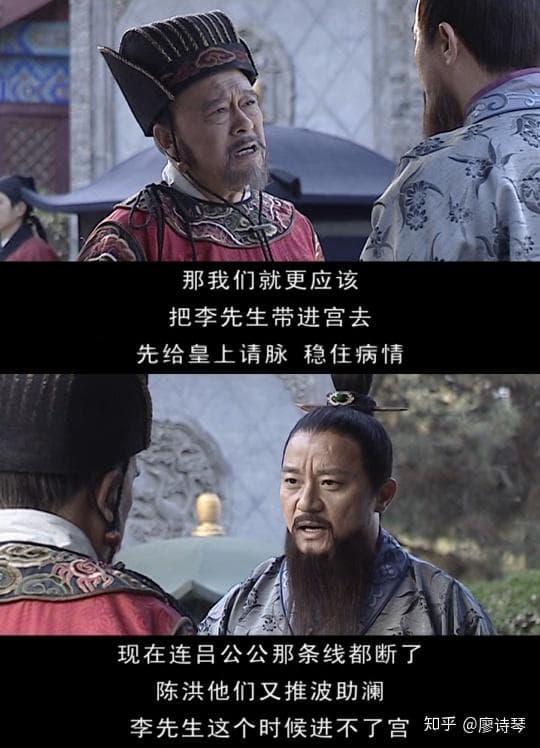 那我们就更应该
把李先生带进宫去
先给皇上请脉 稳住病情
现在连吕公公那条线都断了
陈洪他们又推波助澜
李先生这个时候进不了宫
知乎 @廖诗琴